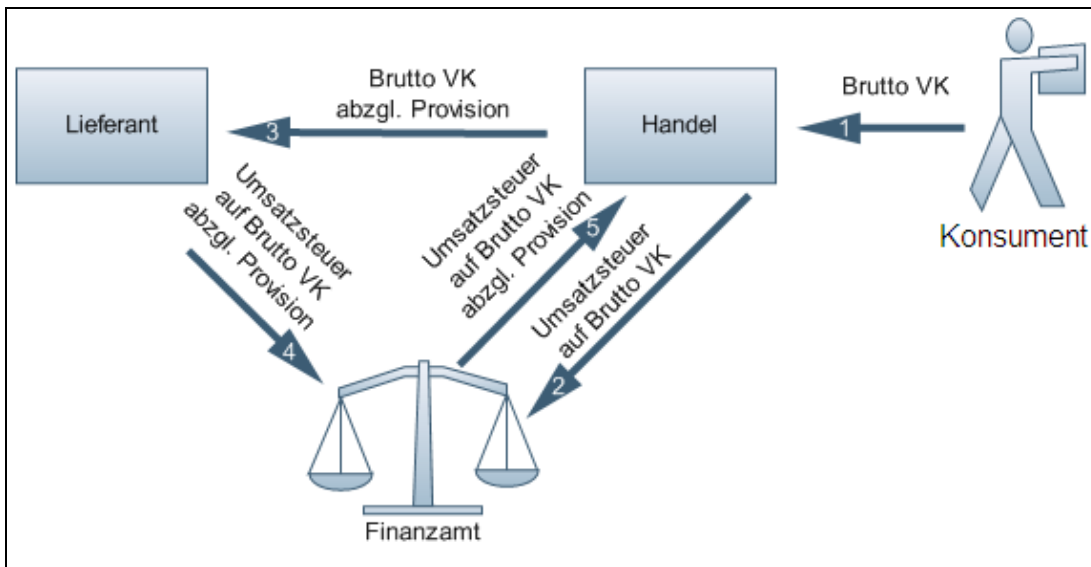 Lieferant
Brutto VK
abzgl. Provision
3
Handel
Brutto VK
1
Konsument
Umsatzsteuer
auf Brutto VK
abzgl. Provision
4
Umsatzsteuer
auf Brutto VK
abzgl. Provision
5
Umsatzsteuer
auf Brutto VK
2
Finanzamt